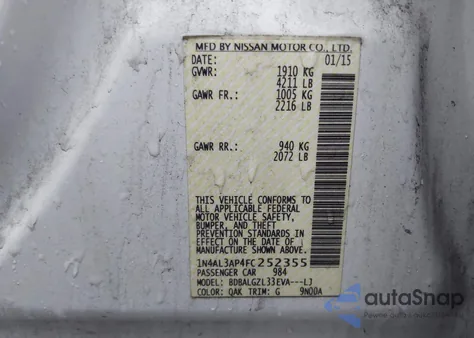 MFD BY NISSAN MOTOR CO., LTD.
DATE: 01/15
GVWR: 1910 KG
4211 LB
GAWR FR.: 1005 KG
2216 LB
GAWR RR.: 940 KG
2072 LB
THIS VEHICLE CONFORMS TO
ALL APPLICABLE FEDERAL
MOTOR VEHICLE SAFETY,
BUMPER, AND THEFT
PREVENTION STANDARDS IN
EFFECT ON THE DATE OF
MANUFACTURE SHOWN ABOVE.
1N4AL3AP4FC252355
PASSENGER CAR 984
MODEL: BDBALGZL33EVA---LJ
COLOR: QAK TRIM: G 9N00A
autoSnap